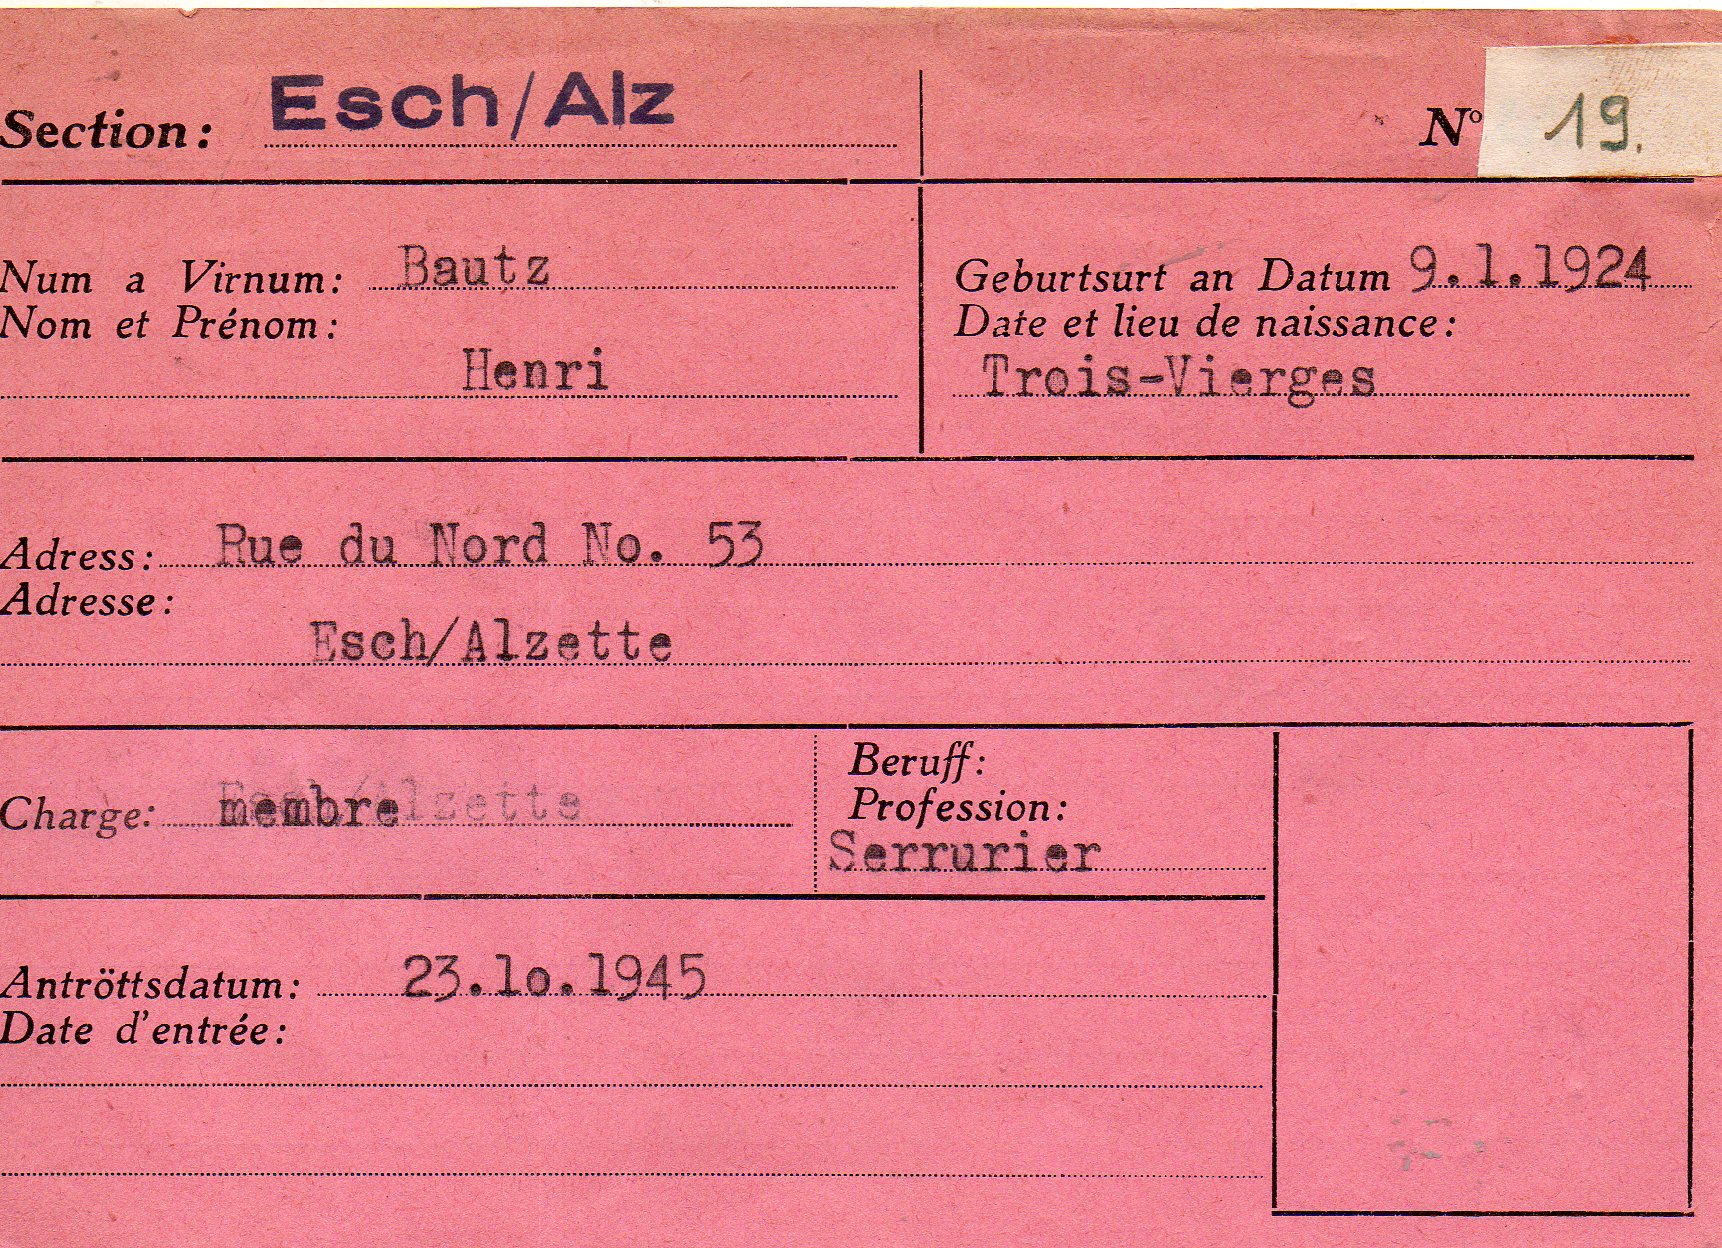 Section: Esch/Alz
N° 19.
Num a Virnum: Bautz
Nom et Prénom:
Henri
Geburtsurt an Datum 9.1.1924
Date et lieu de naissance:
Trois-Vierges
Adress: Rue du Nord No. 53
Adresse:
Esch/Alzette
Charge: membre
Beruff:
Profession:
Serrurier
Antröttsdatum: 23.1o.1945
Date d'entrée: